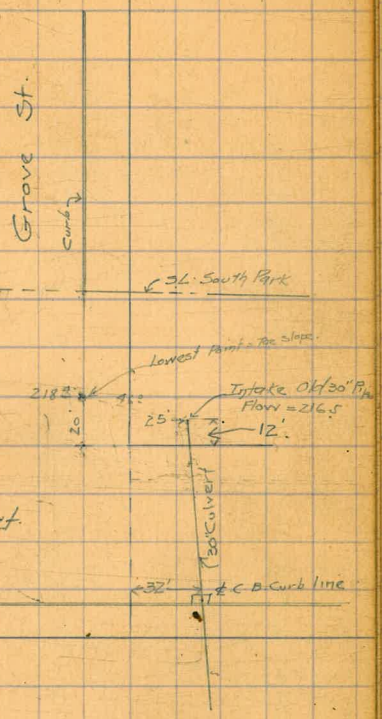 Grove St.
Curb
S.L. South Park
Lowest Point = Toe Slope.
218.3
Intake Old 30" Pipe
Flow = 216.5
25'
12'
20'
30" Culvert
32'
℄ C.B. Curb line